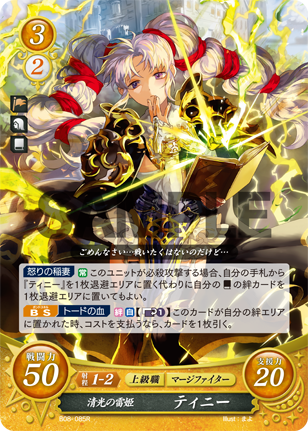 3
2
SAMPLE
ごめんなさい…戦いたくはないのだけど…
怒りの稲妻 常 このユニットが必殺攻撃する場合、自分の手札から
『ティニー』を1枚退避エリアに置く代わりに自分の の絆カードを
1枚退避エリアに置いてもよい。
B S トードの血 絆 自 このカードが自分の絆エリア
に置かれた時、コストを支払うなら、カードを1枚引く。
戦闘力
50
射程 1-2 上級職 マージファイター
支援力
20
清光の雷姫 ティニー
B08-085R
Illust:まよ